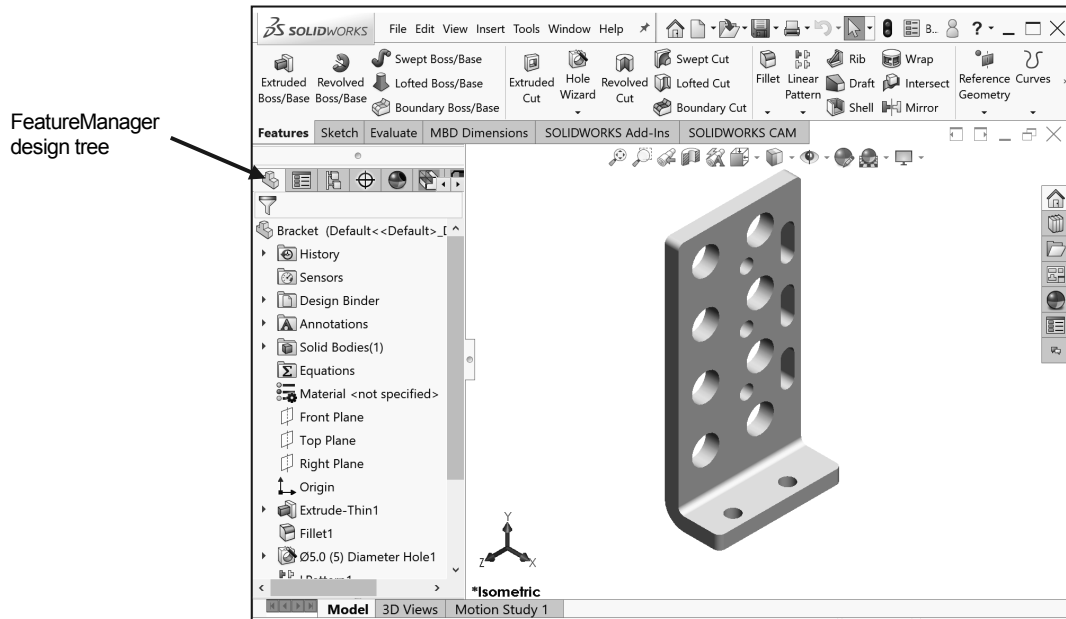 FeatureManager
design tree
SOLIDWORKS File Edit View Insert Tools Window Help B... ?
Extruded Boss/Base
Revolved Boss/Base
Swept Boss/Base
Lofted Boss/Base
Boundary Boss/Base
Extruded Cut
Hole Wizard
Revolved Cut
Swept Cut
Lofted Cut
Boundary Cut
Fillet
Linear Pattern
Rib
Draft
Shell
Wrap
Intersect
Mirror
Reference Geometry
Curves
Features Sketch Evaluate MBD Dimensions SOLIDWORKS Add-Ins SOLIDWORKS CAM
Bracket (Default<<Default>_
History
Sensors
Design Binder
Annotations
Solid Bodies(1)
Equations
Material <not specified>
Front Plane
Top Plane
Right Plane
Origin
Extrude-Thin1
Fillet1
Ø5.0 (5) Diameter Hole1
Y
Z
X
*Isometric
Model 3D Views Motion Study 1